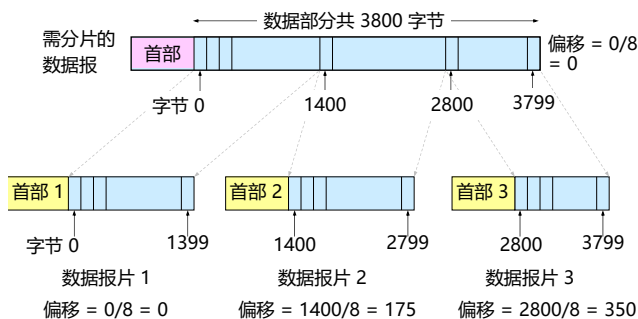 数据部分共 3800 字节
需分片的
数据报
首部
偏移 = 0/8
= 0
字节 0
1400
2800
3799
首部 1
首部 2
首部 3
字节 0
1399
1400
2799
2800
3799
数据报片 1
数据报片 2
数据报片 3
偏移 = 0/8 = 0
偏移 = 1400/8 = 175
偏移 = 2800/8 = 350